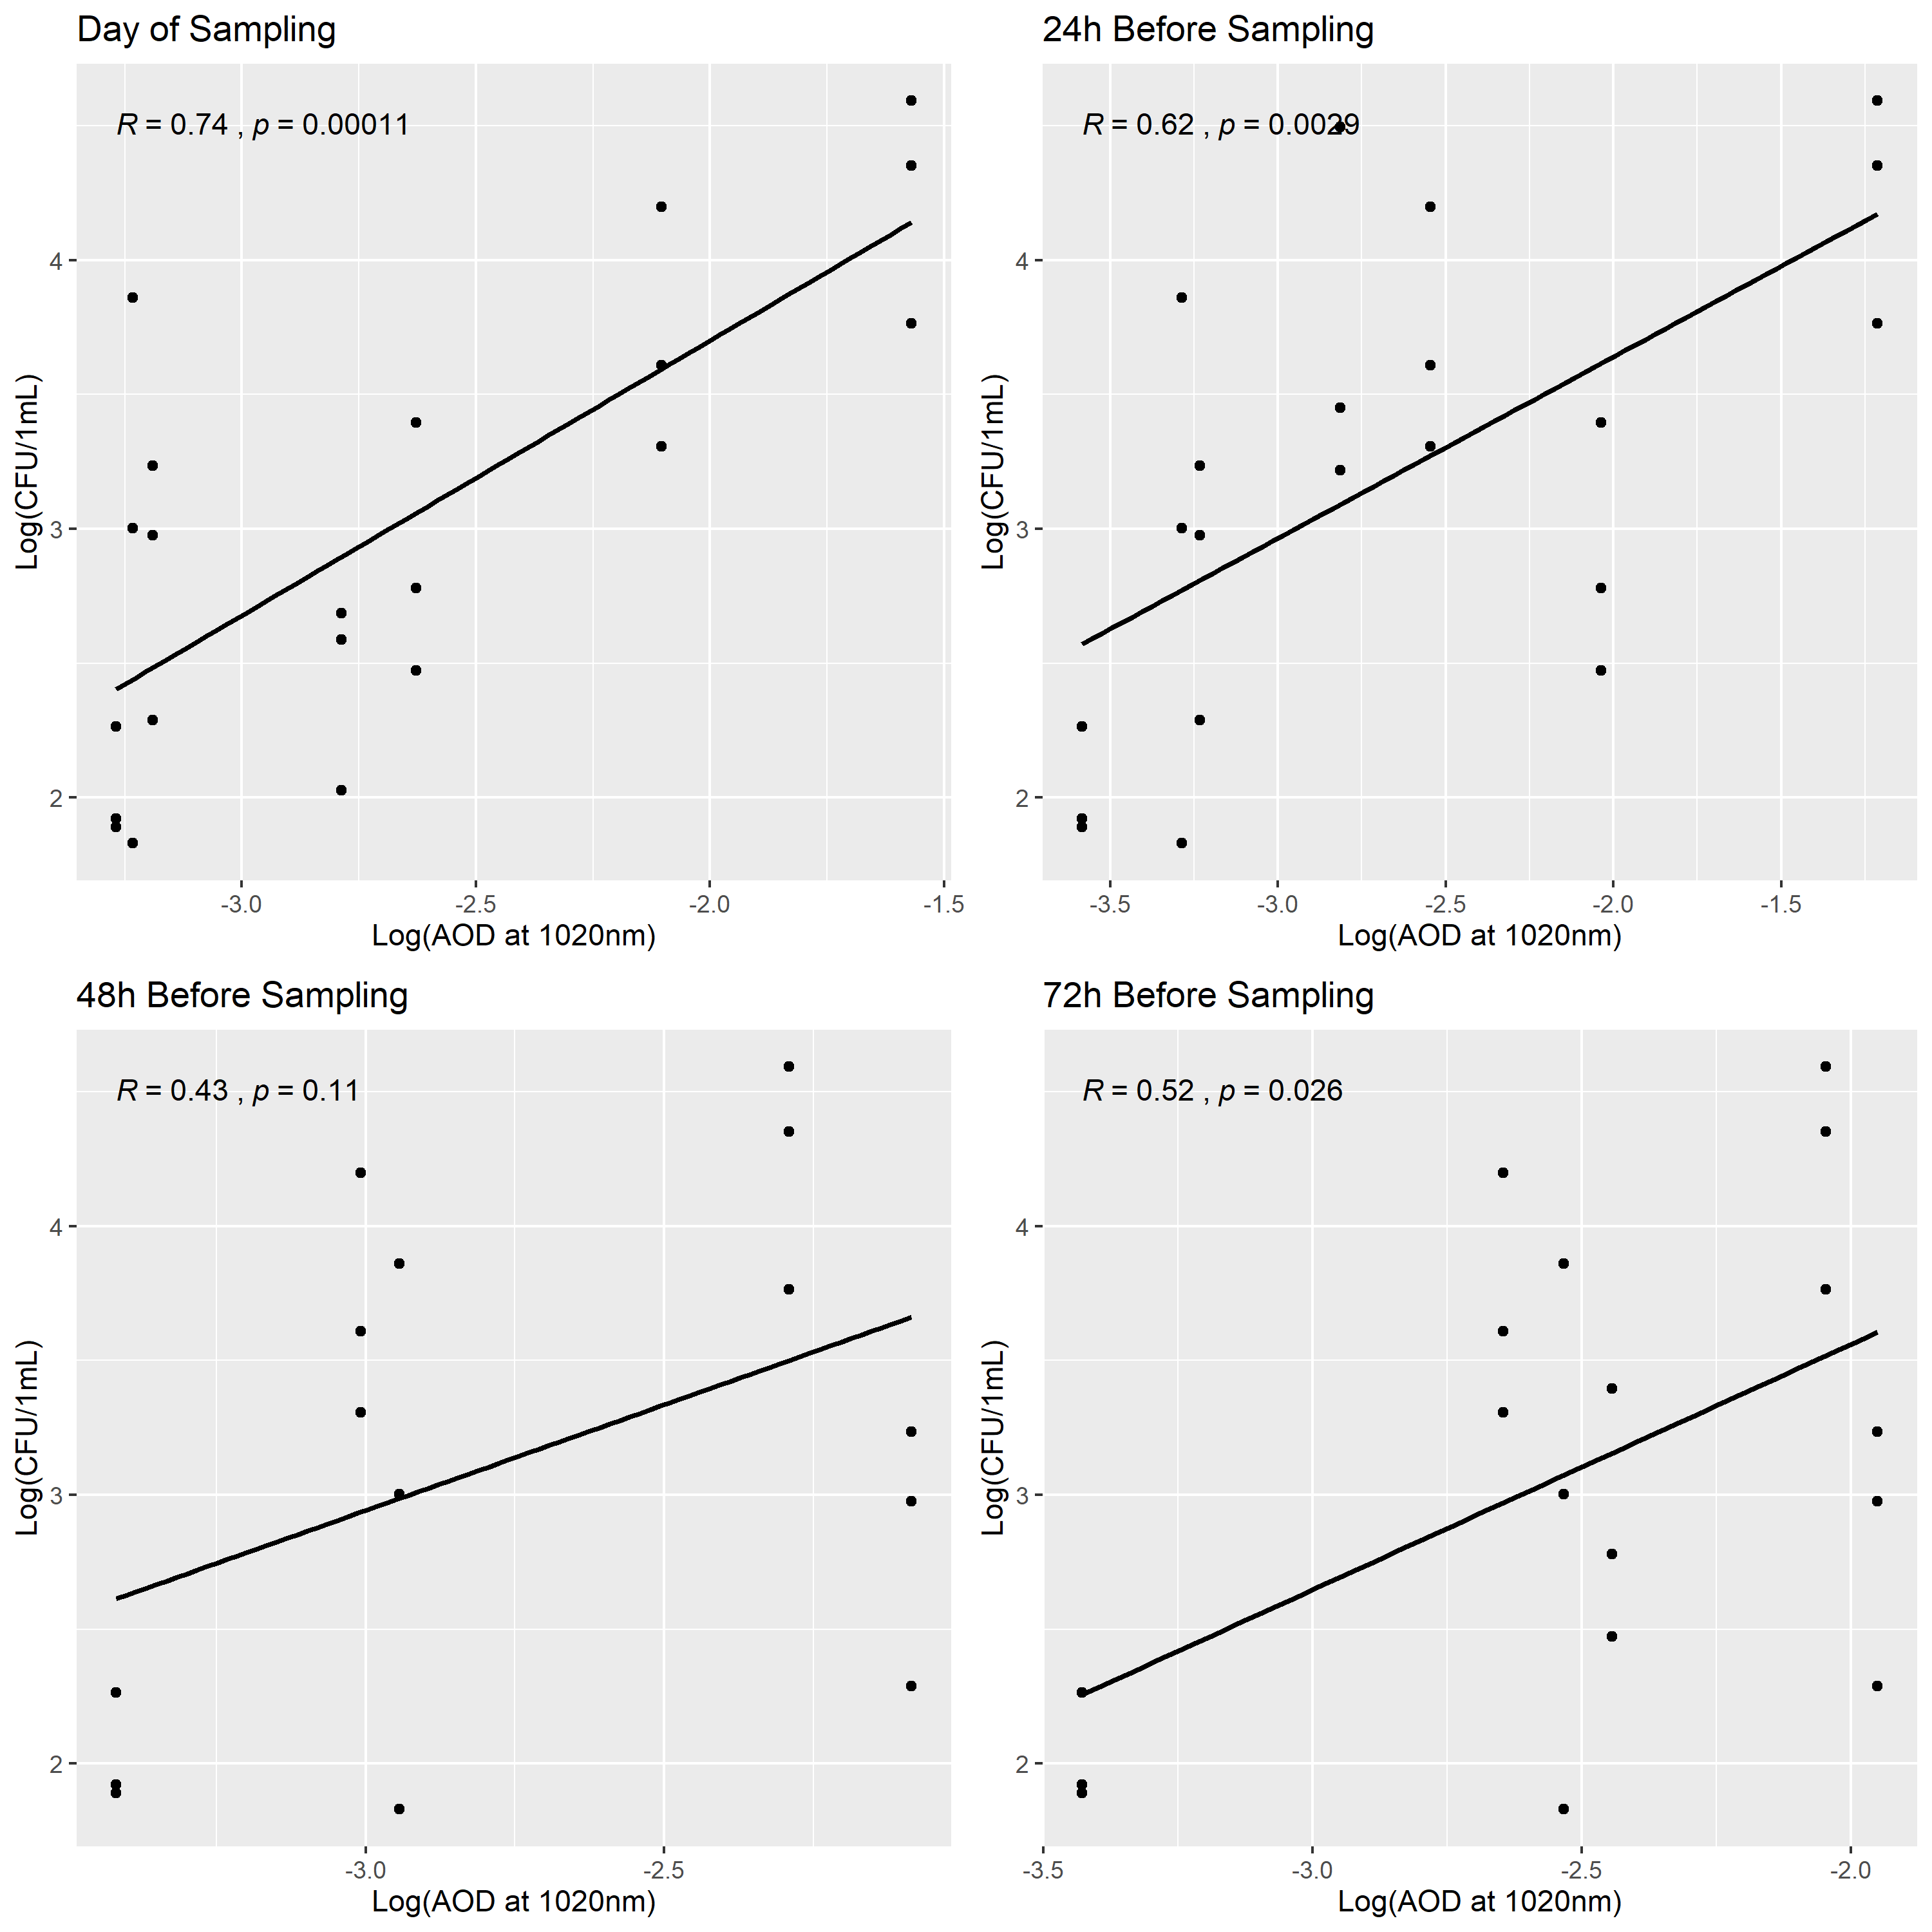 Day of Sampling
R = 0.74 , p = 0.00011
Log(CFU/1mL)
4
3
2
-3.0 -2.5 -2.0 -1.5
Log(AOD at 1020nm)
24h Before Sampling
R = 0.62 , p = 0.0029
Log(CFU/1mL)
4
3
2
-3.5 -3.0 -2.5 -2.0 -1.5
Log(AOD at 1020nm)
48h Before Sampling
R = 0.43 , p = 0.11
Log(CFU/1mL)
4
3
2
-3.0 -2.5
Log(AOD at 1020nm)
72h Before Sampling
R = 0.52 , p = 0.026
Log(CFU/1mL)
4
3
2
-3.5 -3.0 -2.5 -2.0
Log(AOD at 1020nm)